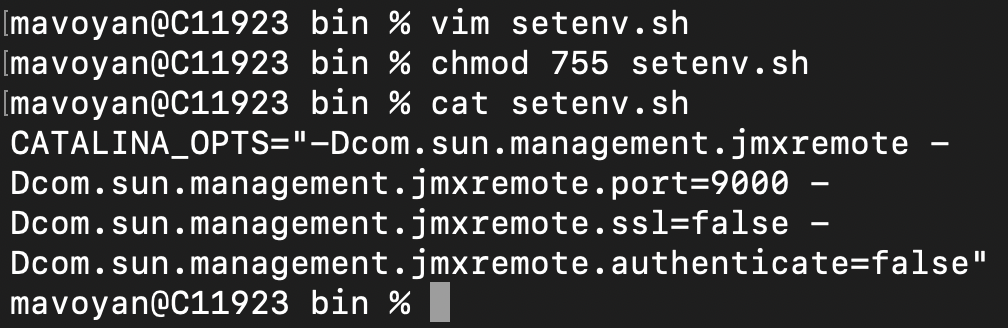 [mavoyan@C11923 bin % vim setenv.sh
[mavoyan@C11923 bin % chmod 755 setenv.sh
[mavoyan@C11923 bin % cat setenv.sh
CATALINA_OPTS="-Dcom.sun.management.jmxremote -
Dcom.sun.management.jmxremote.port=9000 -
Dcom.sun.management.jmxremote.ssl=false -
Dcom.sun.management.jmxremote.authenticate=false"
mavoyan@C11923 bin %